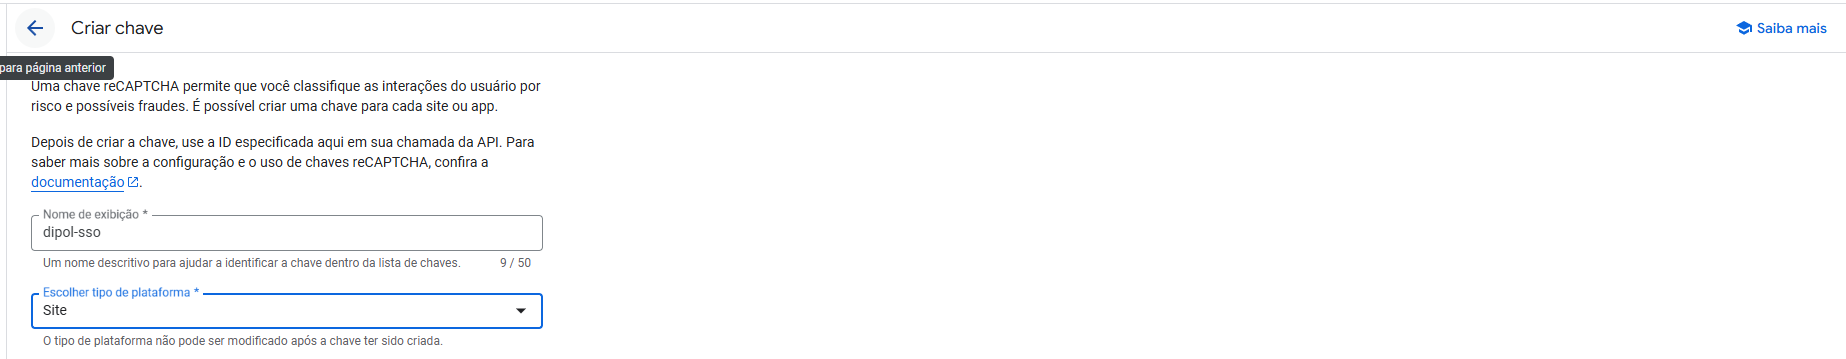 Criar chave
Saiba mais
para página anterior
Uma chave reCAPTCHA permite que você classifique as interações do usuário por
risco e possíveis fraudes. É possível criar uma chave para cada site ou app.
Depois de criar a chave, use a ID especificada aqui em sua chamada da API. Para
saber mais sobre a configuração e o uso de chaves reCAPTCHA, confira a
documentação.
Nome de exibição *
dipol-sso
Um nome descritivo para ajudar a identificar a chave dentro da lista de chaves. 9 / 50
Escolher tipo de plataforma *
Site
O tipo de plataforma não pode ser modificado após a chave ter sido criada.